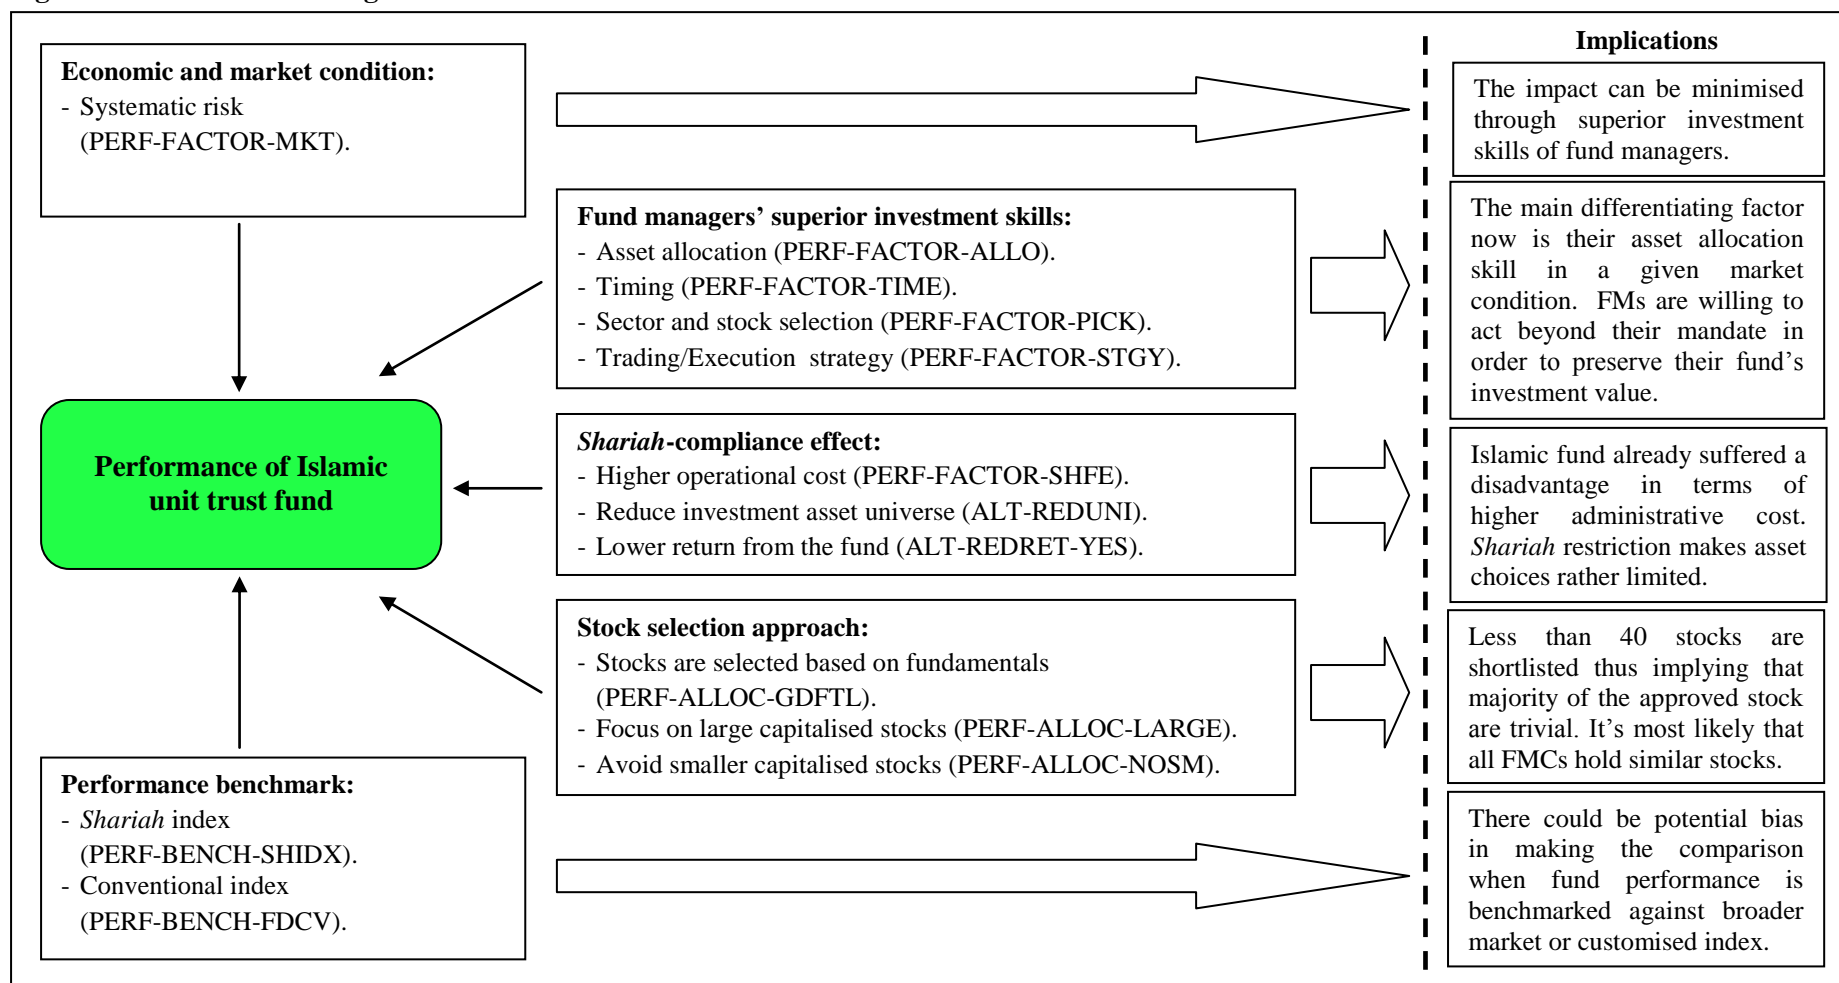 Implications
Economic and market condition:
- Systematic risk
(PERF-FACTOR-MKT).
The impact can be minimised
through superior investment
skills of fund managers.
Fund managers’ superior investment skills:
- Asset allocation (PERF-FACTOR-ALLO).
- Timing (PERF-FACTOR-TIME).
- Sector and stock selection (PERF-FACTOR-PICK).
- Trading/Execution strategy (PERF-FACTOR-STGY).
The main differentiating factor
now is their asset allocation
skill in a given market
condition. FMs are willing to
act beyond their mandate in
order to preserve their fund’s
investment value.
Performance of Islamic
unit trust fund
Shariah-compliance effect:
- Higher operational cost (PERF-FACTOR-SHFE).
- Reduce investment asset universe (ALT-REDUNI).
- Lower return from the fund (ALT-REDRET-YES).
Islamic fund already suffered a
disadvantage in terms of
higher administrative cost.
Shariah restriction makes asset
choices rather limited.
Stock selection approach:
- Stocks are selected based on fundamentals
(PERF-ALLOC-GDFTL).
- Focus on large capitalised stocks (PERF-ALLOC-LARGE).
- Avoid smaller capitalised stocks (PERF-ALLOC-NOSM).
Less than 40 stocks are
shortlisted thus implying that
majority of the approved stock
are trivial. It’s most likely that
all FMCs hold similar stocks.
Performance benchmark:
- Shariah index
(PERF-BENCH-SHIDX).
- Conventional index
(PERF-BENCH-FDCV).
There could be potential bias
in making the comparison
when fund performance is
benchmarked against broader
market or customised index.